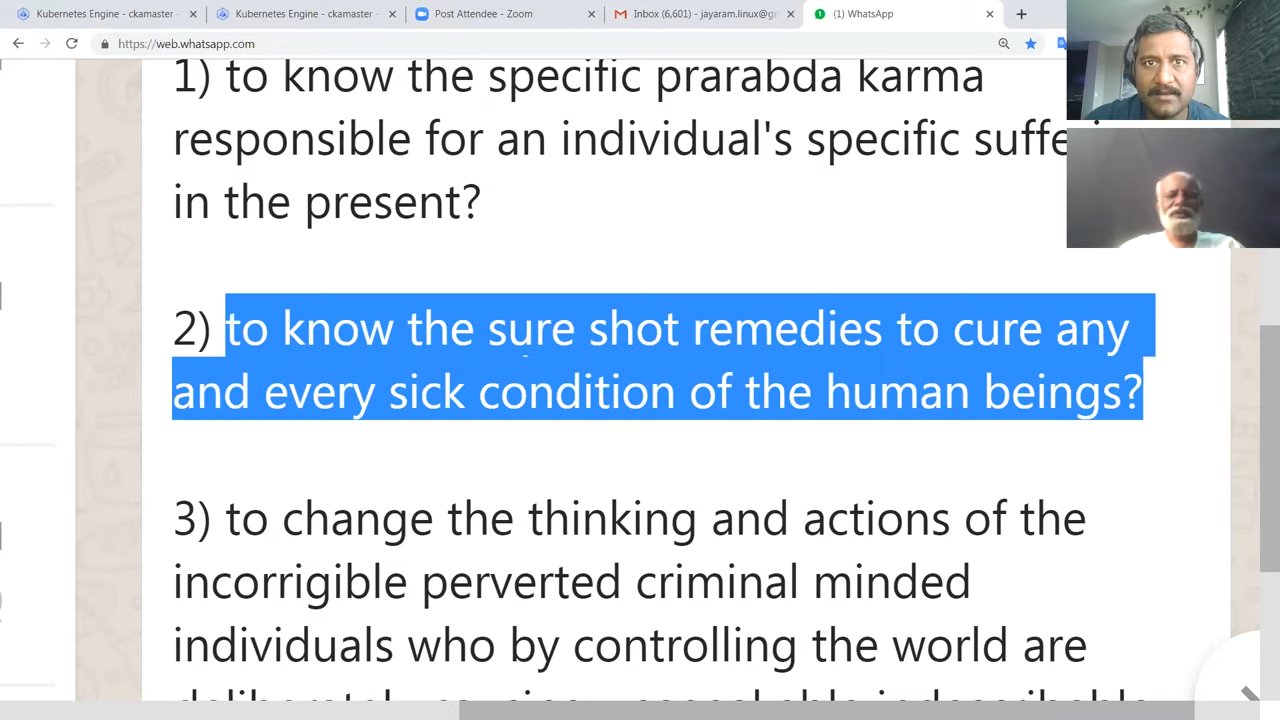 Kubernetes Engine - ckamaster -
Kubernetes Engine - ckamaster -
Post Attendee - Zoom
Inbox (6,601) - jayaram.linux@g
(1) WhatsApp
https://web.whatsapp.com
1) to know the specific prarabda karma
responsible for an individual's specific
in the present?
2) to know the sure shot remedies to cure any
and every sick condition of the human beings?
3) to change the thinking and actions of the
incorrigible perverted criminal minded
individuals who by controlling the world are